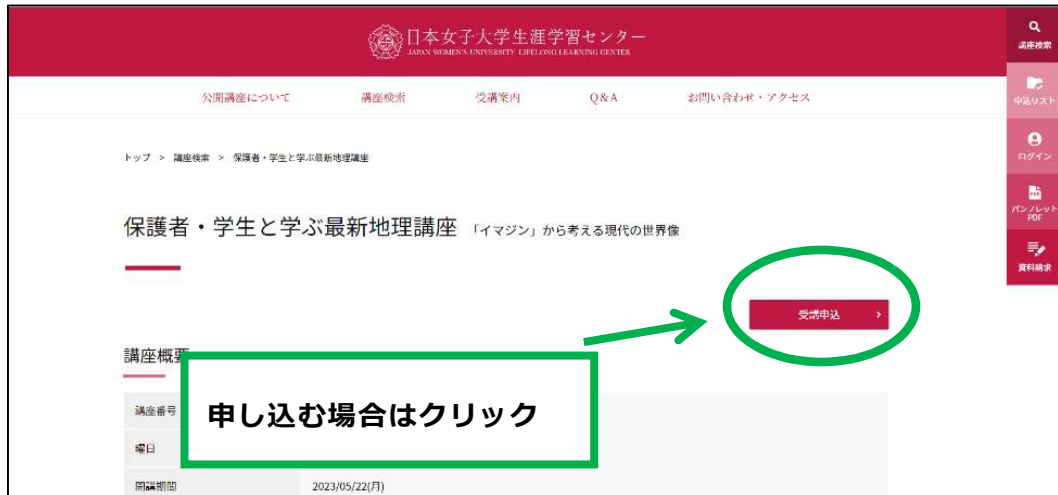 日本女子大学生涯学習センター
JAPAN WOMEN'S UNIVERSITY LIFELONG LEARNING CENTER
講座検索
申込リスト
ログイン
PDF
パンフレット
PDF
資料請求
公開講座について 講座検索 受講案内 Q&A お問い合わせ・アクセス
トップ > 講座検索 > 保護者・学生と学ぶ最新地理講座
保護者・学生と学ぶ最新地理講座 「イマジン」から考える現代の世界像
受講申込 >
講座概要
申し込む場合はクリック
講座番号
曜日
開講期間 2023/05/22(月)